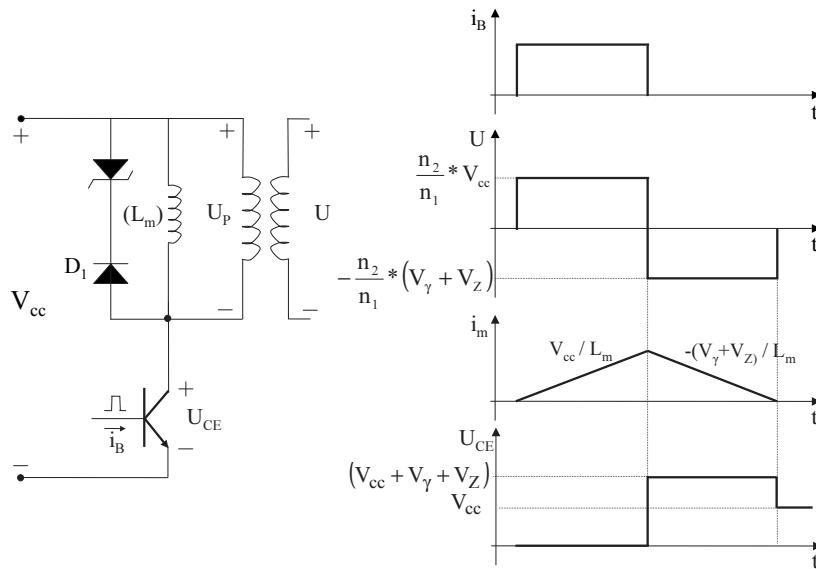 +
+
+
(L_m)
U_P
U
D_1
V_cc
−
−
+
U_CE
i_B
−
−
i_B
t
U
n_2/n_1 * V_cc
t
− n_2/n_1 * (V_γ + V_Z)
i_m
V_cc / L_m
-(V_γ+V_Z) / L_m
t
U_CE
(V_cc + V_γ + V_Z)
V_cc
t